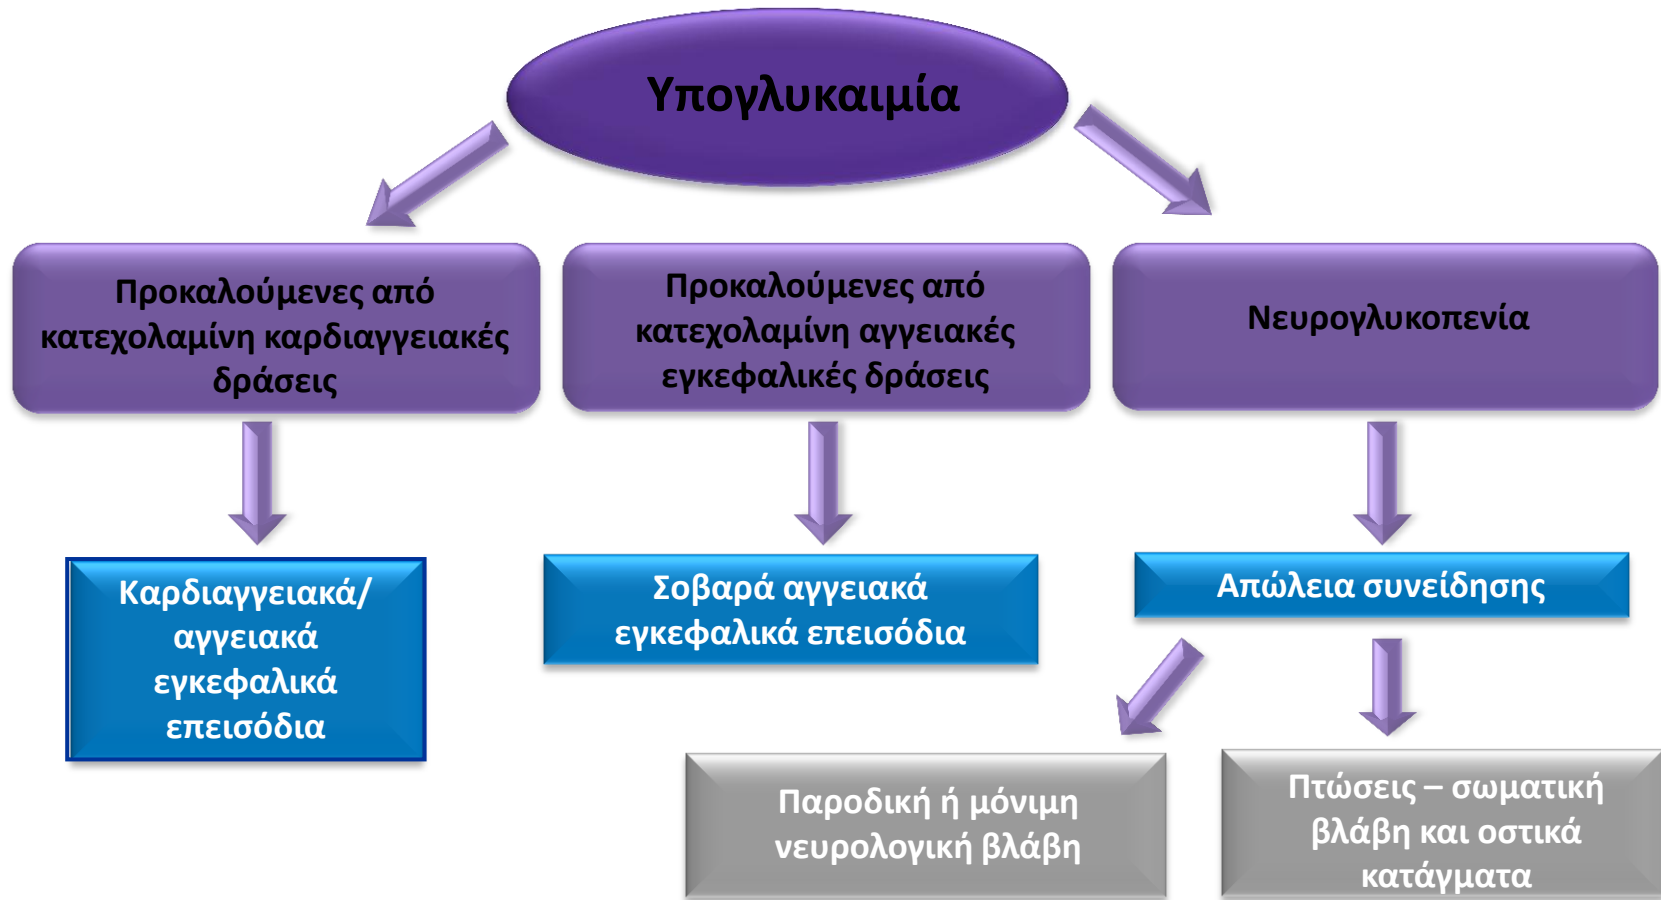 Υπογλυκαιμία
Προκαλούμενες από
κατεχολαμίνη καρδιαγγειακές
δράσεις
Προκαλούμενες από
κατεχολαμίνη αγγειακές
εγκεφαλικές δράσεις
Νευρογλυκοπενία
Καρδιαγγειακά/
αγγειακά
εγκεφαλικά
επεισόδια
Σοβαρά αγγειακά
εγκεφαλικά επεισόδια
Απώλεια συνείδησης
Παροδική ή μόνιμη
νευρολογική βλάβη
Πτώσεις – σωματική
βλάβη και οστικά
κατάγματα